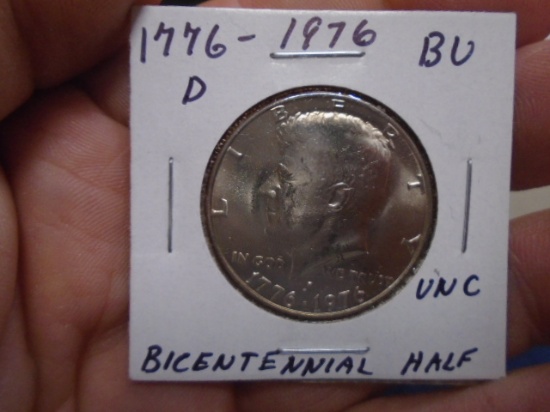 1776 - 1976 BU
D
LIBERTY
IN GOD WE TRUST
1776·1976
UNC
BICENTENNIAL HALF